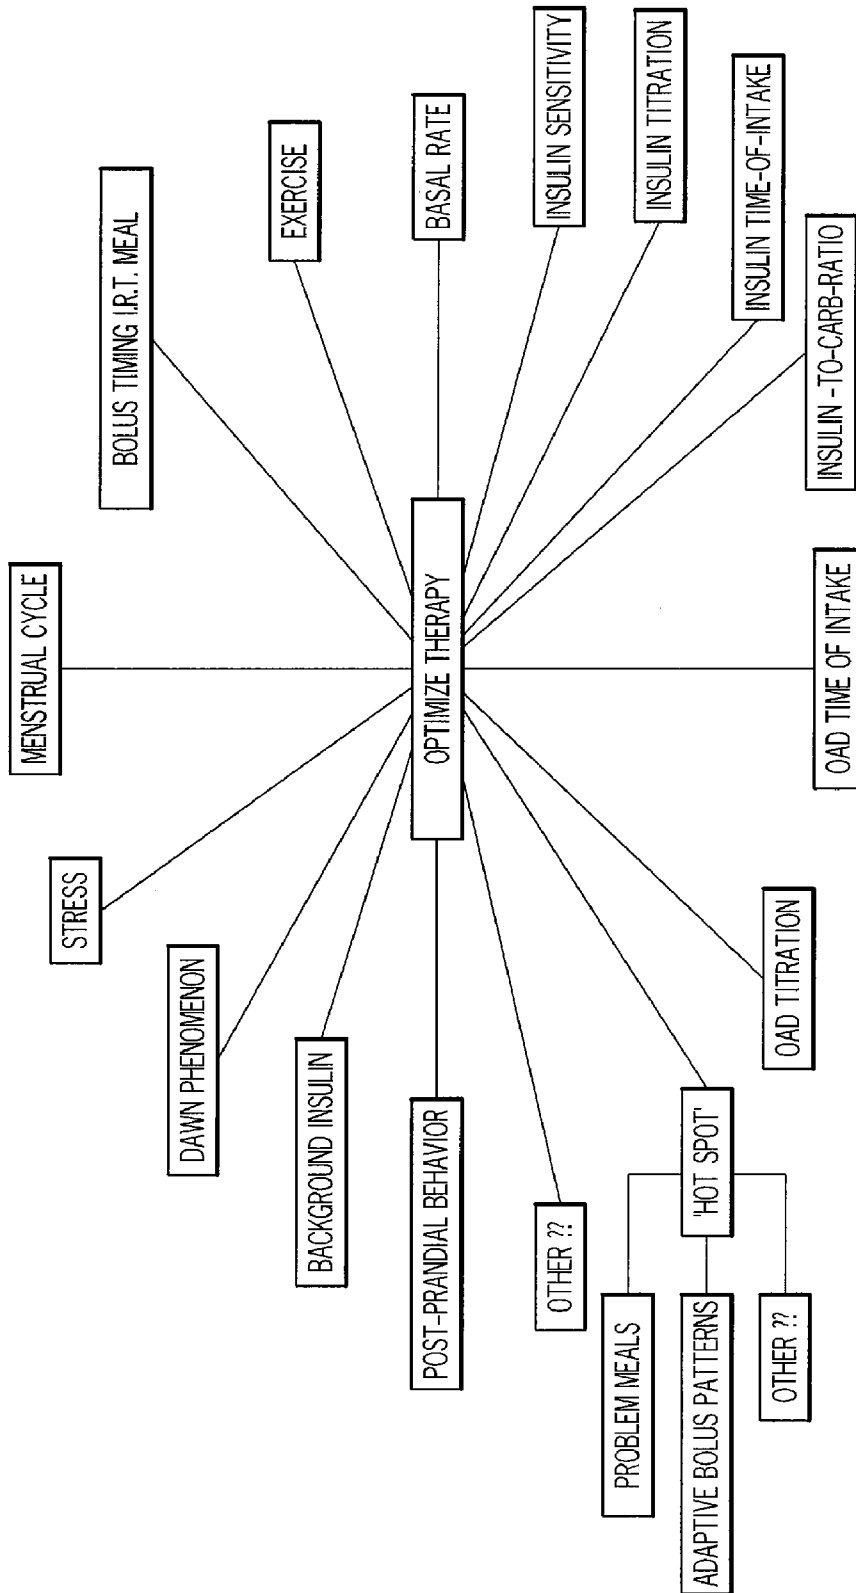 MENSTRUAL CYCLE
STRESS
BOLUS TIMING I.R.T. MEAL
DAWN PHENOMENON
EXERCISE
BACKGROUND INSULIN
POST-PRANDIAL BEHAVIOR
OPTIMIZE THERAPY
BASAL RATE
OTHER ??
INSULIN SENSITIVITY
PROBLEM MEALS
INSULIN TITRATION
ADAPTIVE BOLUS PATTERNS
'HOT SPOT'
INSULIN TIME-OF-INTAKE
OTHER ??
OAD TITRATION
OAD TIME OF INTAKE
INSULIN -TO-CARB-RATIO